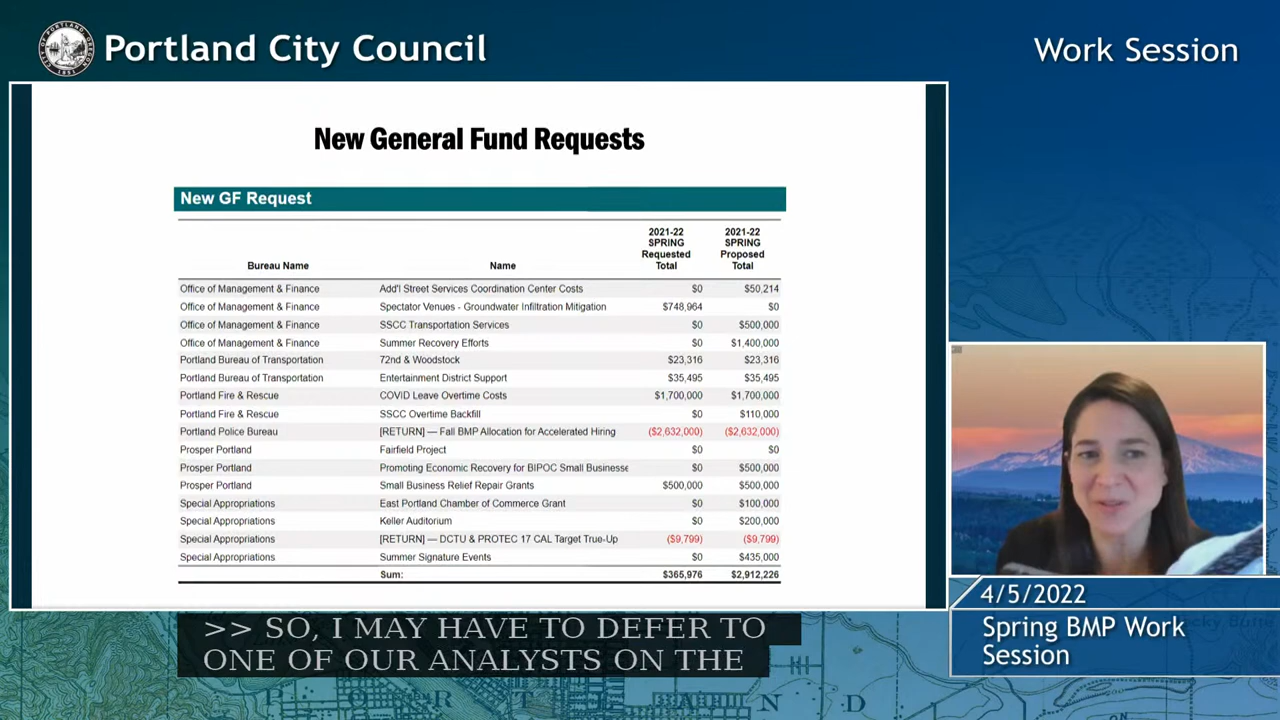 Portland City Council
Work Session
New General Fund Requests
New GF Request
Bureau Name Name 2021-22 SPRING Requested Total 2021-22 SPRING Proposed Total
Office of Management & Finance Add'l Street Services Coordination Center Costs $0 $50,214
Office of Management & Finance Spectator Venues - Groundwater Infiltration Mitigation $748,964 $0
Office of Management & Finance SSCC Transportation Services $0 $500,000
Office of Management & Finance Summer Recovery Efforts $0 $1,400,000
Portland Bureau of Transportation 72nd & Woodstock $23,316 $23,316
Portland Bureau of Transportation Entertainment District Support $35,495 $35,495
Portland Fire & Rescue COVID Leave Overtime Costs $1,700,000 $1,700,000
Portland Fire & Rescue SSCC Overtime Backfill $0 $110,000
Portland Police Bureau [RETURN] — Fall BMP Allocation for Accelerated Hiring ($2,632,000) ($2,632,000)
Prosper Portland Fairfield Project $0 $0
Prosper Portland Promoting Economic Recovery for BIPOC Small Businesse $0 $500,000
Prosper Portland Small Business Relief Repair Grants $500,000 $500,000
Special Appropriations East Portland Chamber of Commerce Grant $0 $100,000
Special Appropriations Keller Auditorium $0 $200,000
Special Appropriations [RETURN] — DCTU & PROTEC 17 CAL Target True-Up ($9,799) ($9,799)
Special Appropriations Summer Signature Events $0 $435,000
Sum: $365,976 $2,912,226
4/5/2022
Spring BMP Work
Session
>> SO, I MAY HAVE TO DEFER TO
ONE OF OUR ANALYSTS ON THE